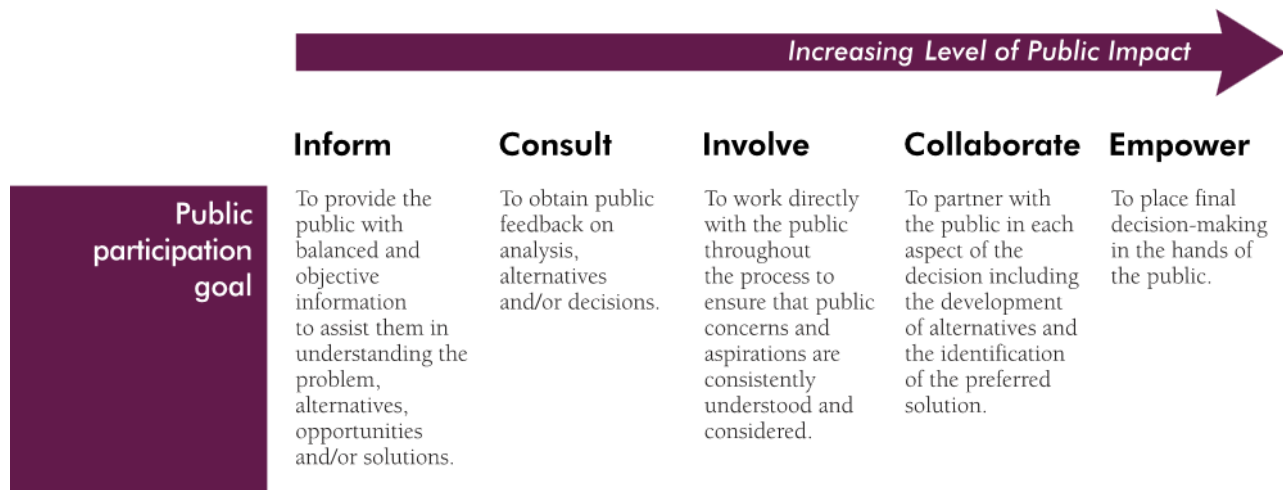 Increasing Level of Public Impact
Inform
Consult
Involve
Collaborate
Empower
Public
participation
goal
To provide the
public with
balanced and
objective
information
to assist them in
understanding the
problem,
alternatives,
opportunities
and/or solutions.
To obtain public
feedback on
analysis,
alternatives
and/or decisions.
To work directly
with the public
throughout
the process to
ensure that public
concerns and
aspirations are
consistently
understood and
considered.
To partner with
the public in each
aspect of the
decision including
the development
of alternatives and
the identification
of the preferred
solution.
To place final
decision-making
in the hands of
the public.